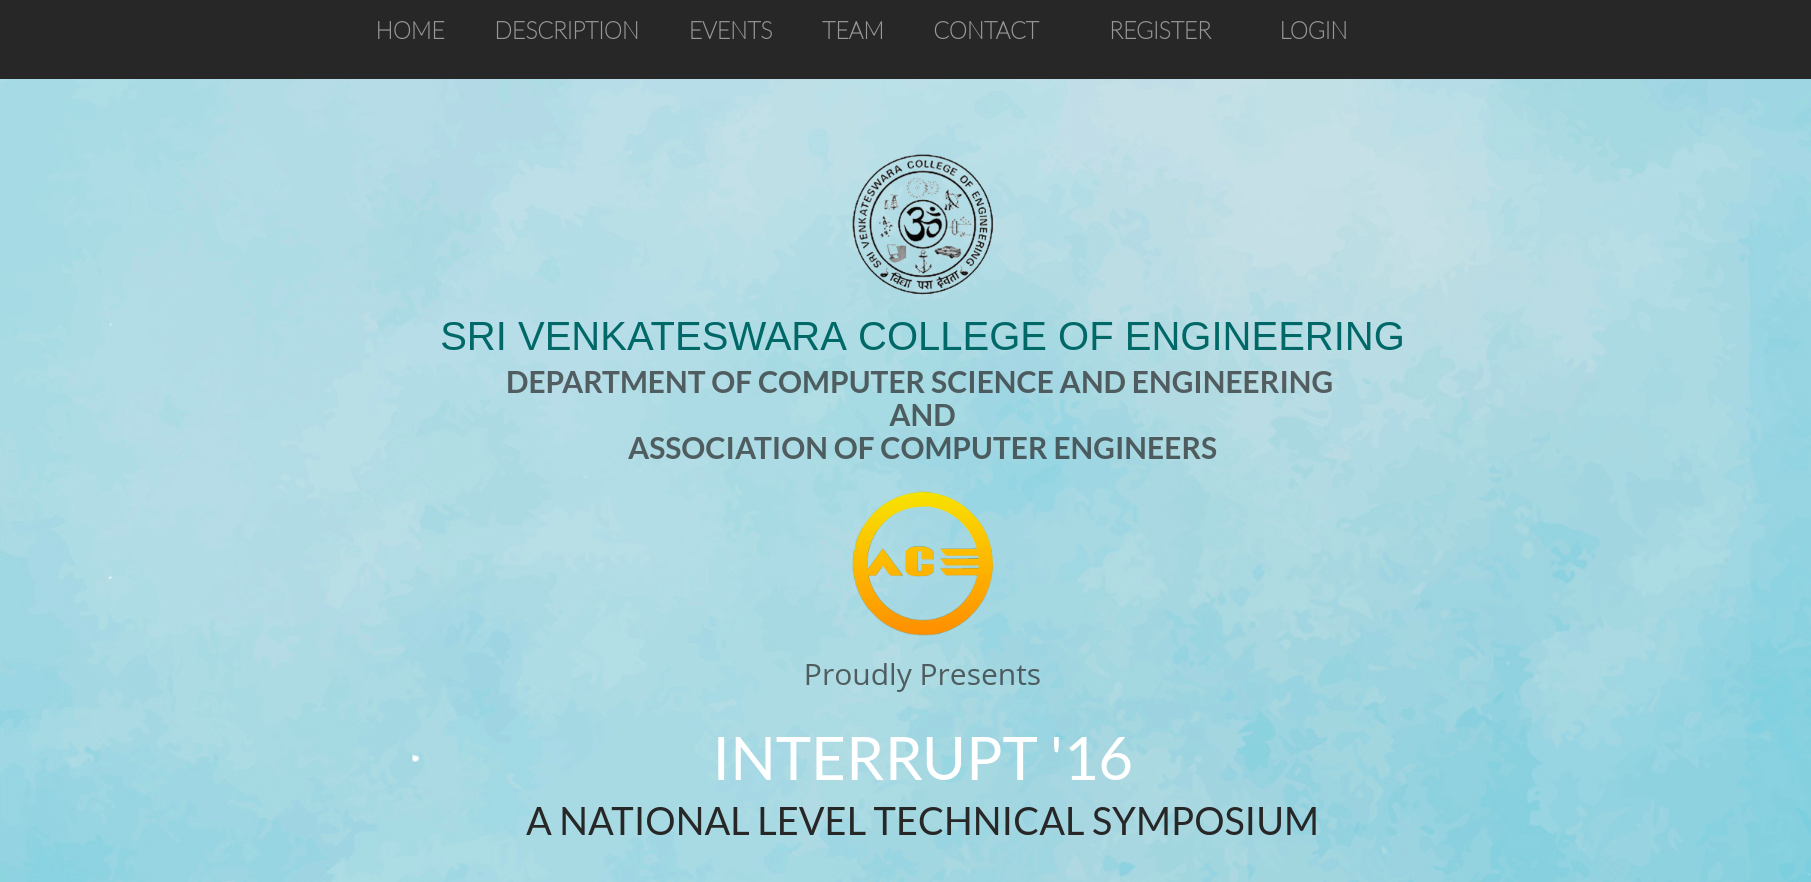 HOME DESCRIPTION EVENTS TEAM CONTACT REGISTER LOGIN
SRI VENKATESWARA COLLEGE OF ENGINEERING
ॐ
विद्या परा देवता
SRI VENKATESWARA COLLEGE OF ENGINEERING
DEPARTMENT OF COMPUTER SCIENCE AND ENGINEERING
AND
ASSOCIATION OF COMPUTER ENGINEERS
ACE
Proudly Presents
INTERRUPT '16
A NATIONAL LEVEL TECHNICAL SYMPOSIUM